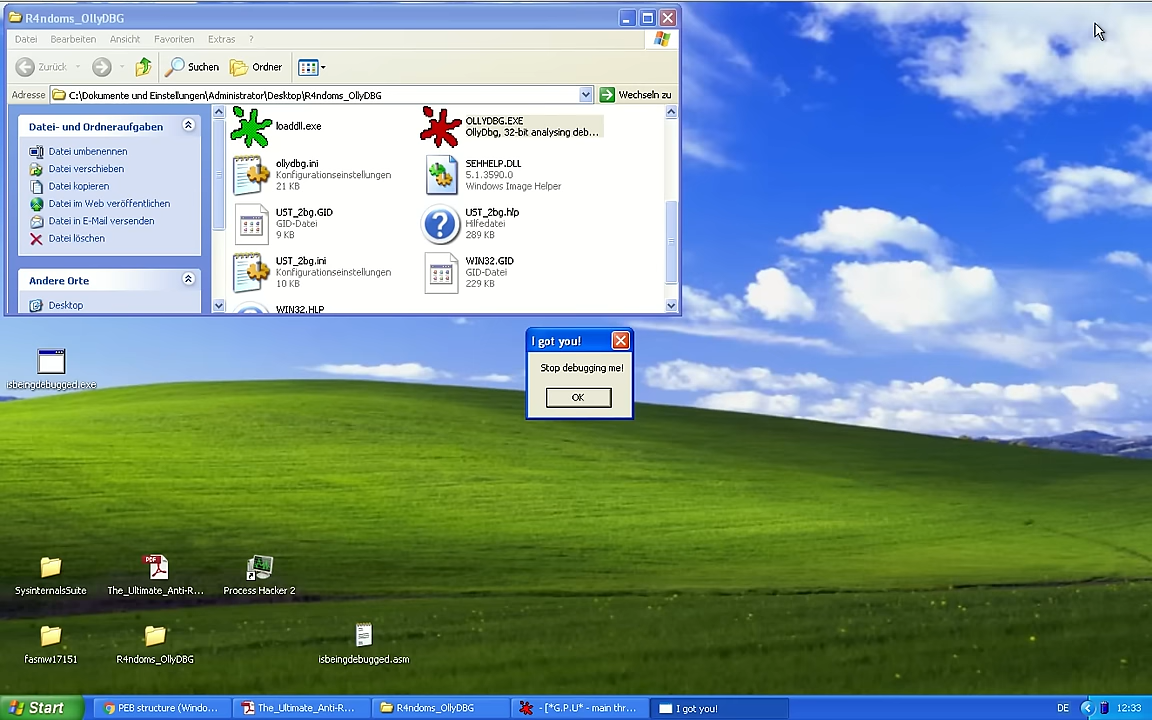 R4ndoms_OllyDBG
Datei Bearbeiten Ansicht Favoriten Extras ?
Zurück Suchen Ordner
Adresse C:\Dokumente und Einstellungen\Administrator\Desktop\R4ndoms_OllyDBG Wechseln zu
Datei- und Ordneraufgaben
Datei umbenennen
Datei verschieben
Datei kopieren
Datei im Web veröffentlichen
Datei in E-Mail versenden
Datei löschen
Andere Orte
Desktop
loaddll.exe
OLLYDBG.EXE
OllyDbg, 32-bit analysing deb...
ollydbg.ini
Konfigurationseinstellungen
21 KB
SEHHELP.DLL
5.1.3590.0
Windows Image Helper
UST_2bg.GID
GID-Datei
9 KB
UST_2bg.hlp
Hilfedatei
289 KB
UST_2bg.ini
Konfigurationseinstellungen
10 KB
WIN32.GID
GID-Datei
229 KB
WIN32.HLP
I got you!
Stop debugging me!
OK
isbeingdebugged.exe
SysinternalsSuite
PDF
The_Ultimate_Anti-R...
Process Hacker 2
fasmw17151
R4ndoms_OllyDBG
isbeingdebugged.asm
Start
PEB structure (Windo...
The_Ultimate_Anti-R...
R4ndoms_OllyDBG
- [*G.P.U* - main thr...
I got you!
DE
12:33